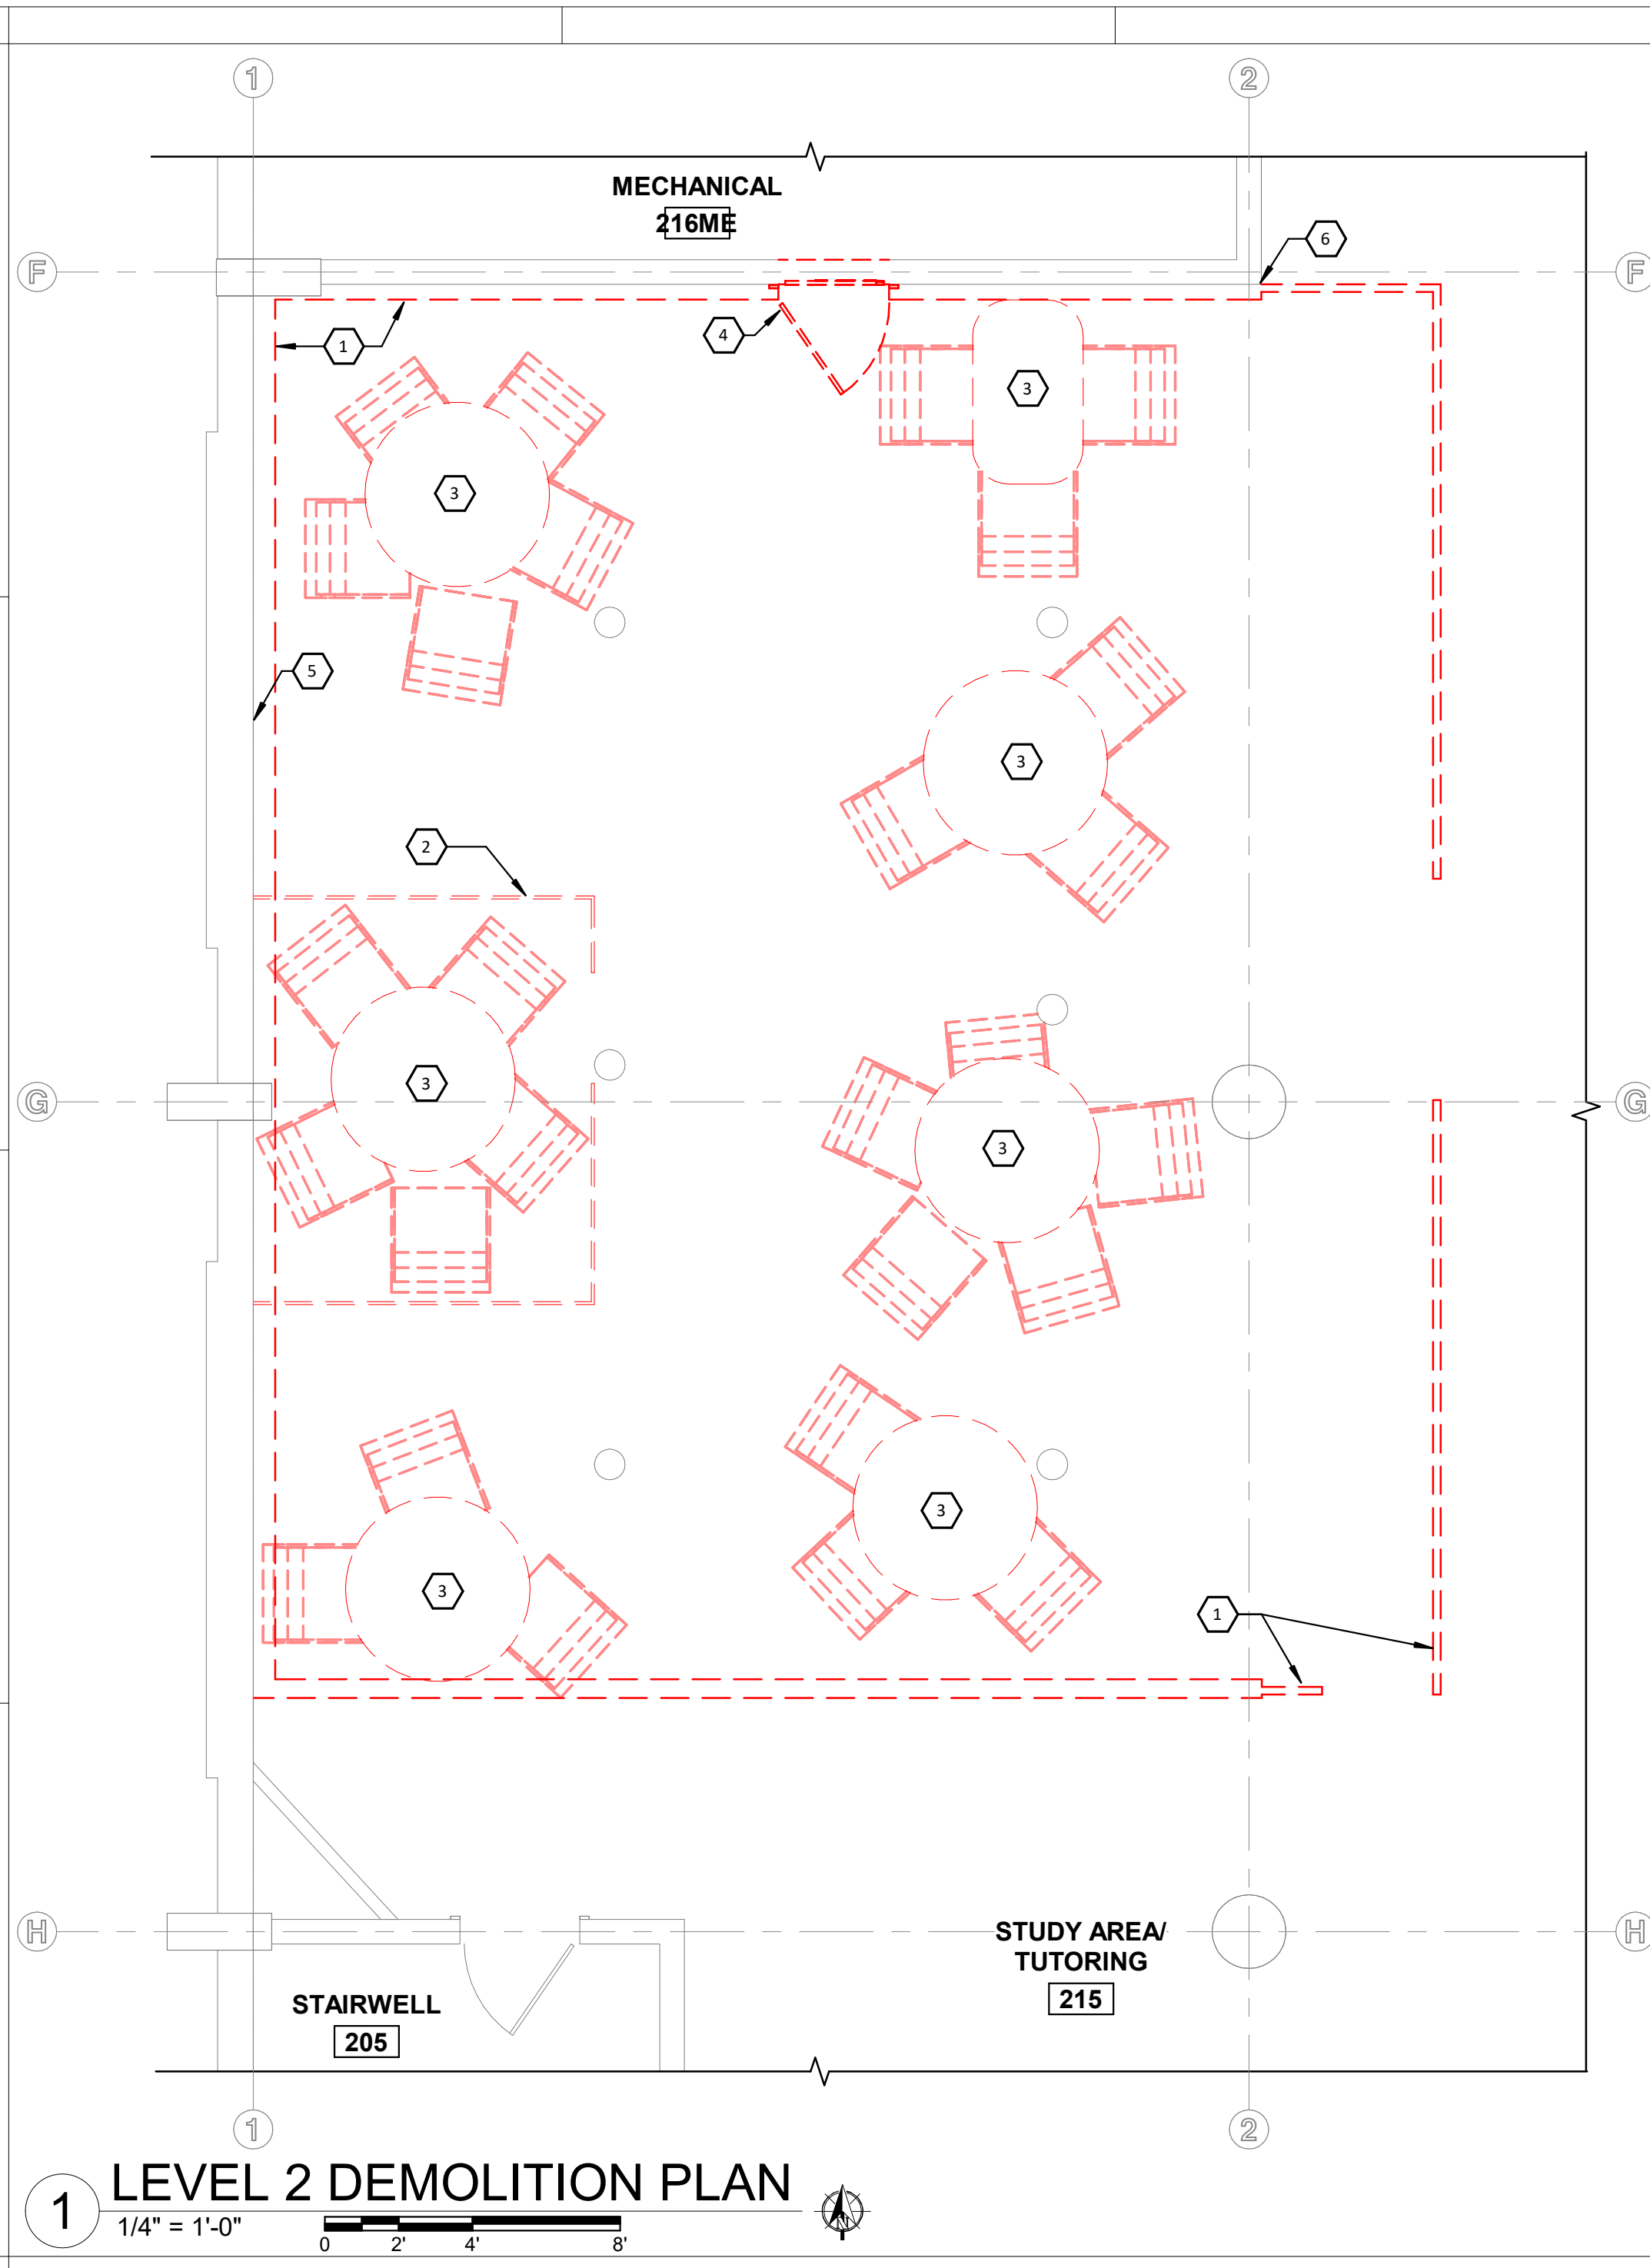 1
2
MECHANICAL
216ME
F
F
6
1
4
3
3
5
3
2
3
G
G
3
3
3
1
H
H
STUDY AREA/
TUTORING
215
STAIRWELL
205
1
2
1
LEVEL 2 DEMOLITION PLAN
1/4" = 1'-0"
0 2' 4' 8'
N